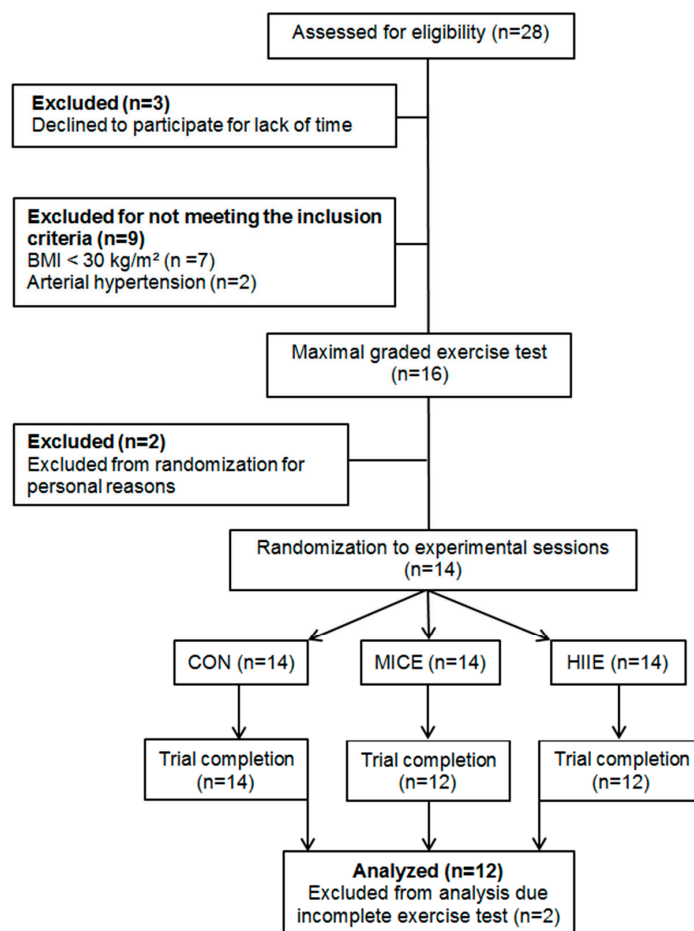 Assessed for eligibility (n=28)
Excluded (n=3)
Declined to participate for lack of time
Excluded for not meeting the inclusion
criteria (n=9)
BMI < 30 kg/m² (n =7)
Arterial hypertension (n=2)
Maximal graded exercise test
(n=16)
Excluded (n=2)
Excluded from randomization for
personal reasons
Randomization to experimental sessions
(n=14)
CON (n=14)
MICE (n=14)
HIIE (n=14)
Trial completion
(n=14)
Trial completion
(n=12)
Trial completion
(n=12)
Analyzed (n=12)
Excluded from analysis due
incomplete exercise test (n=2)